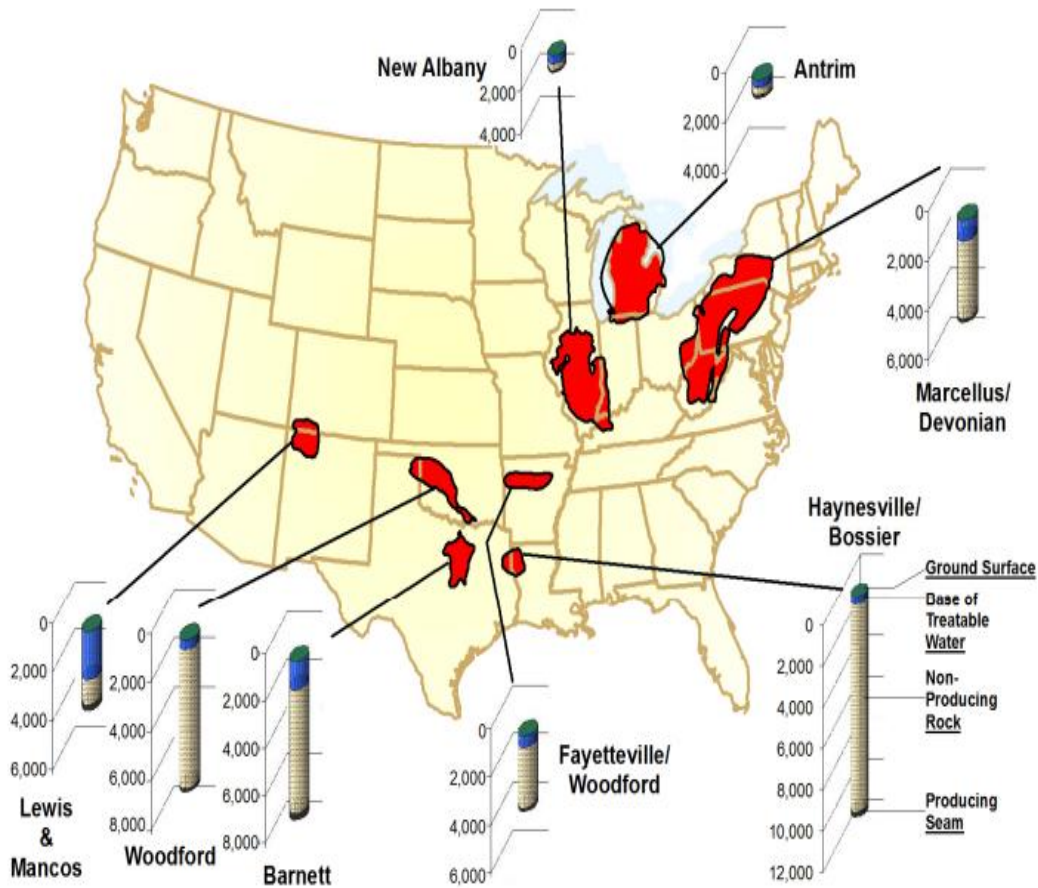 New Albany
0
2,000
4,000
Antrim
0
2,000
4,000
0
2,000
4,000
6,000
Marcellus/
Devonian
Haynesville/
Bossier
Ground Surface
Base of
Treatable
Water
Non-
Producing
Rock
Producing
Seam
0
2,000
4,000
6,000
8,000
10,000
12,000
0
2,000
4,000
6,000
Lewis
&
Mancos
0
2,000
4,000
6,000
8,000
Woodford
0
2,000
4,000
6,000
8,000
Barnett
0
2,000
4,000
6,000
Fayetteville/
Woodford